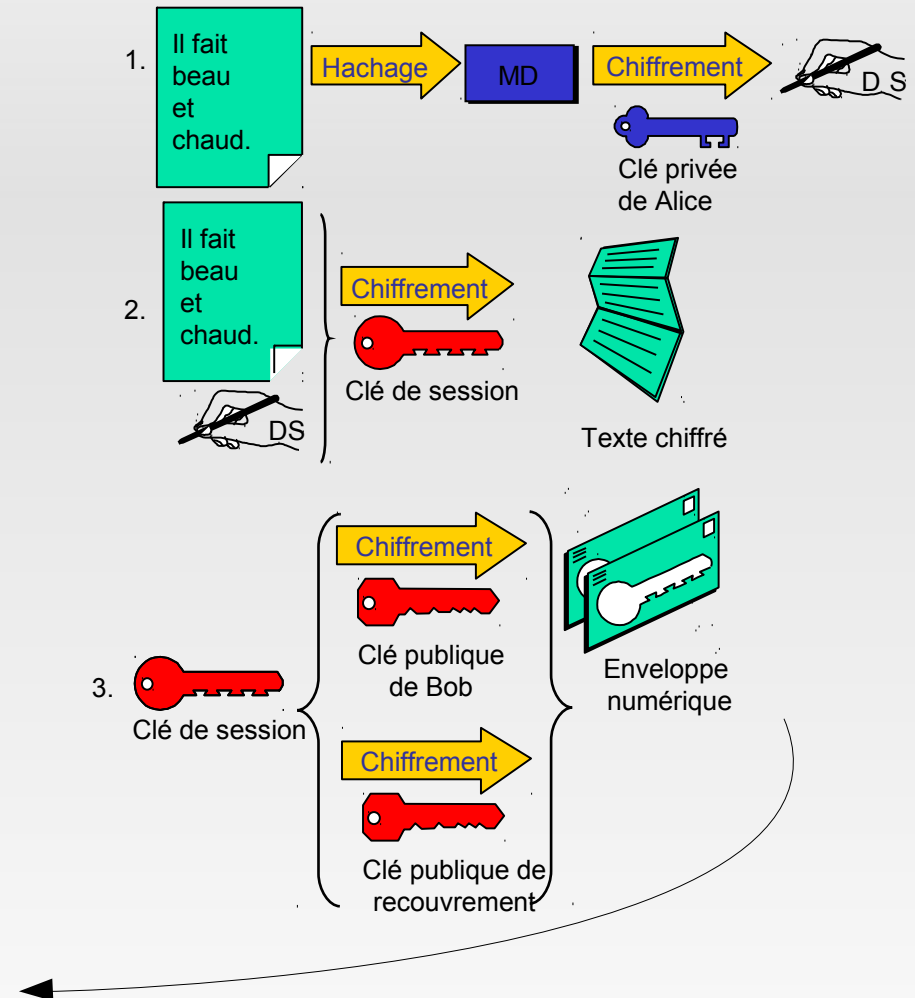 1.
Il fait
beau
et
chaud.
Hachage
MD
Chiffrement
D S
Clé privée
de Alice
2.
Il fait
beau
et
chaud.
DS
Chiffrement
Clé de session
Texte chiffré
3.
Clé de session
Chiffrement
Clé publique
de Bob
Chiffrement
Clé publique de
recouvrement
Enveloppe
numérique